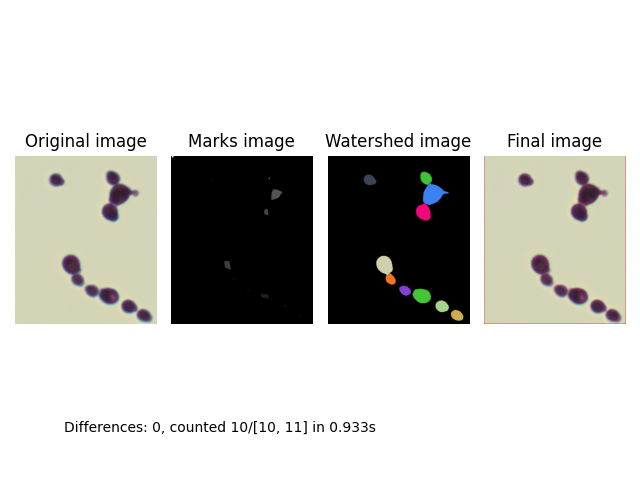 Original image
Marks image
Watershed image
Final image
Differences: 0, counted 10/[10, 11] in 0.933s